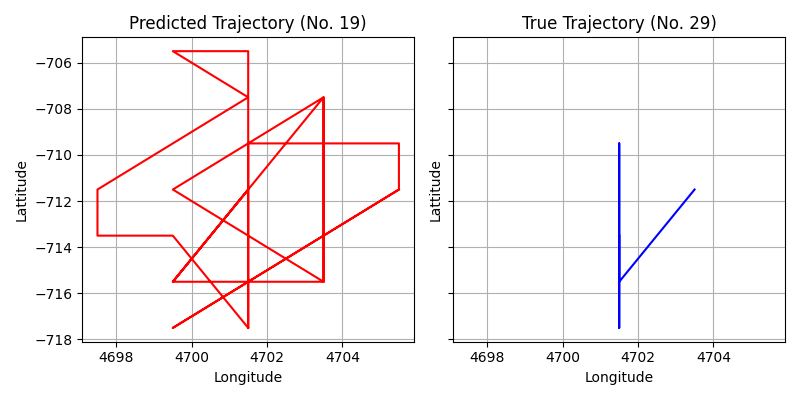 Predicted Trajectory (No. 19)
Lattitude
−706
−708
−710
−712
−714
−716
−718
4698
4700
4702
4704
Longitude
True Trajectory (No. 29)
Lattitude
4698
4700
4702
4704
Longitude